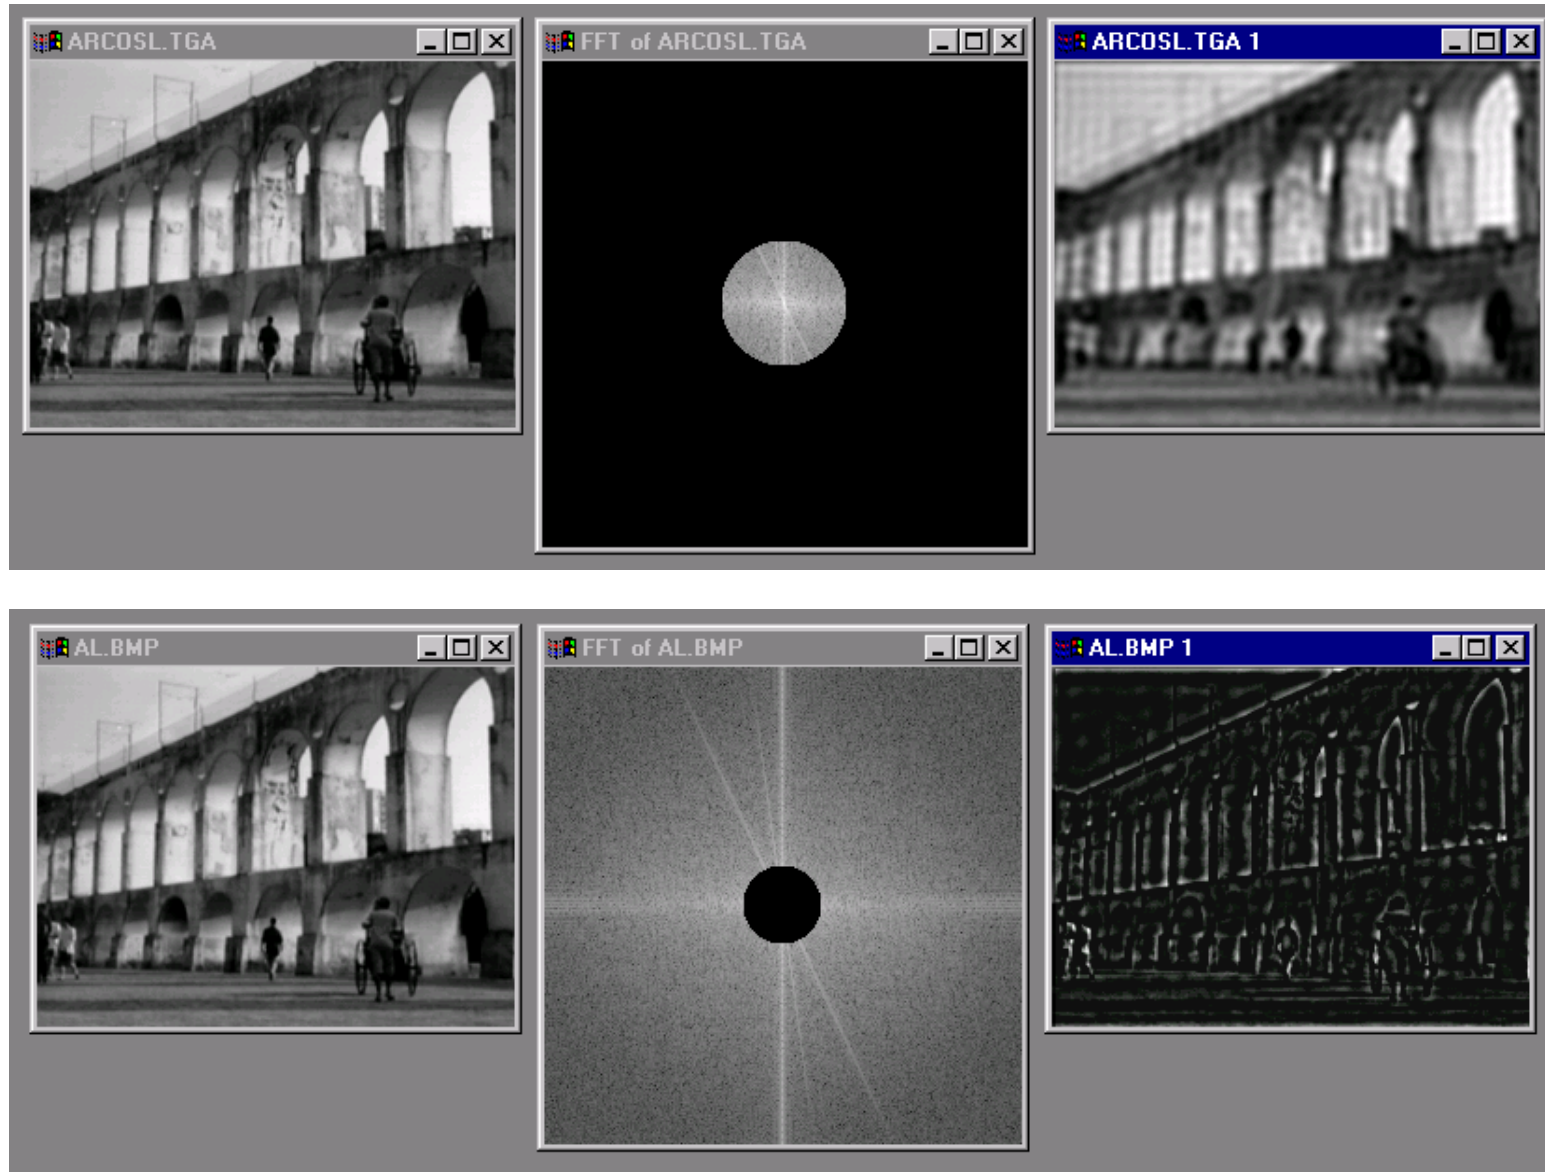 ARCOSL.TGA
FFT of ARCOSL.TGA
ARCOSL.TGA 1
AL.BMP
FFT of AL.BMP
AL.BMP 1